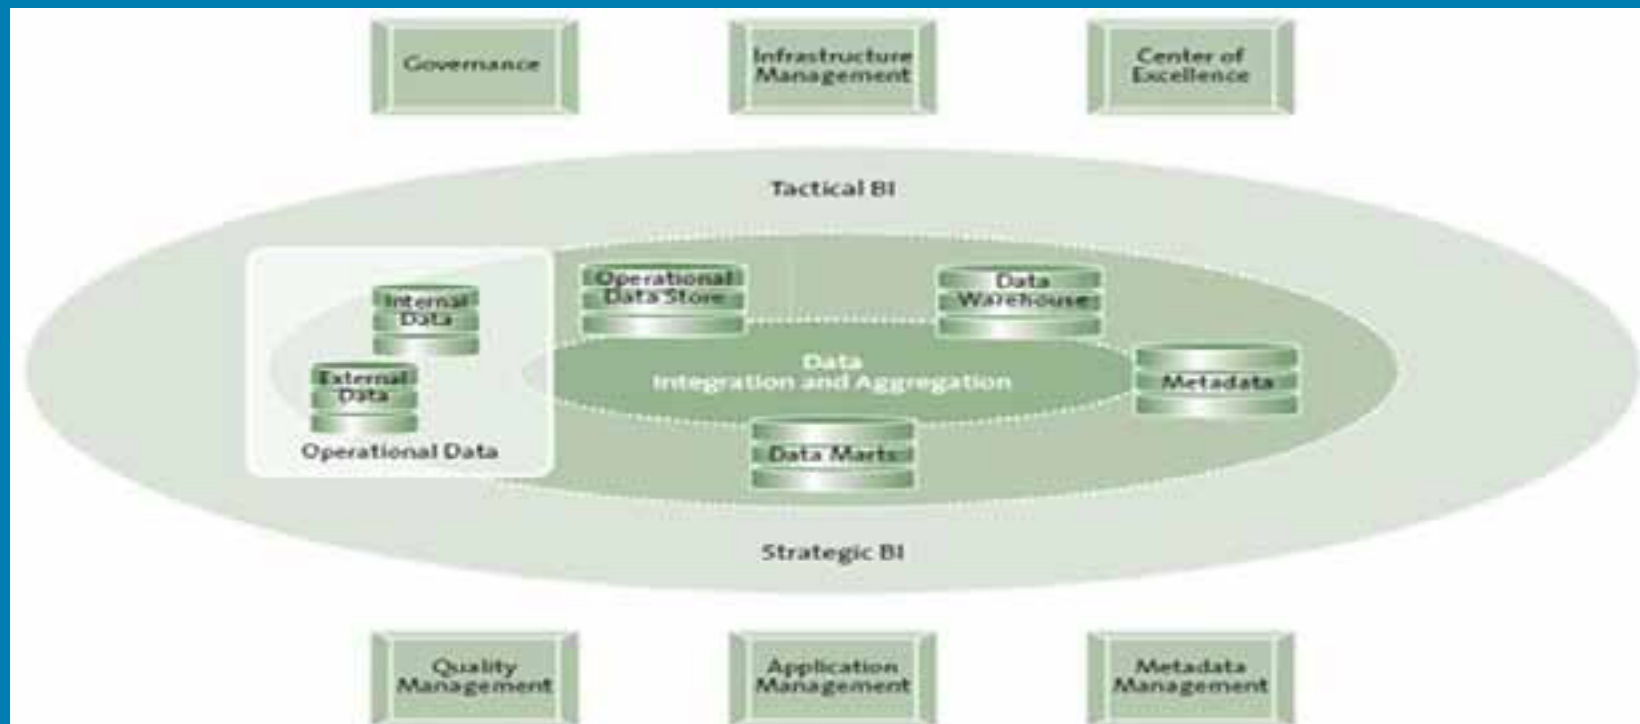 Governance
Infrastructure
Management
Center of
Excellence
Tactical BI
Operational
Data Store
Data
Warehouse
Internal
Data
External
Data
Operational Data
Data
Integration and Aggregation
Metadata
Data Marts
Strategic BI
Quality
Management
Application
Management
Metadata
Management